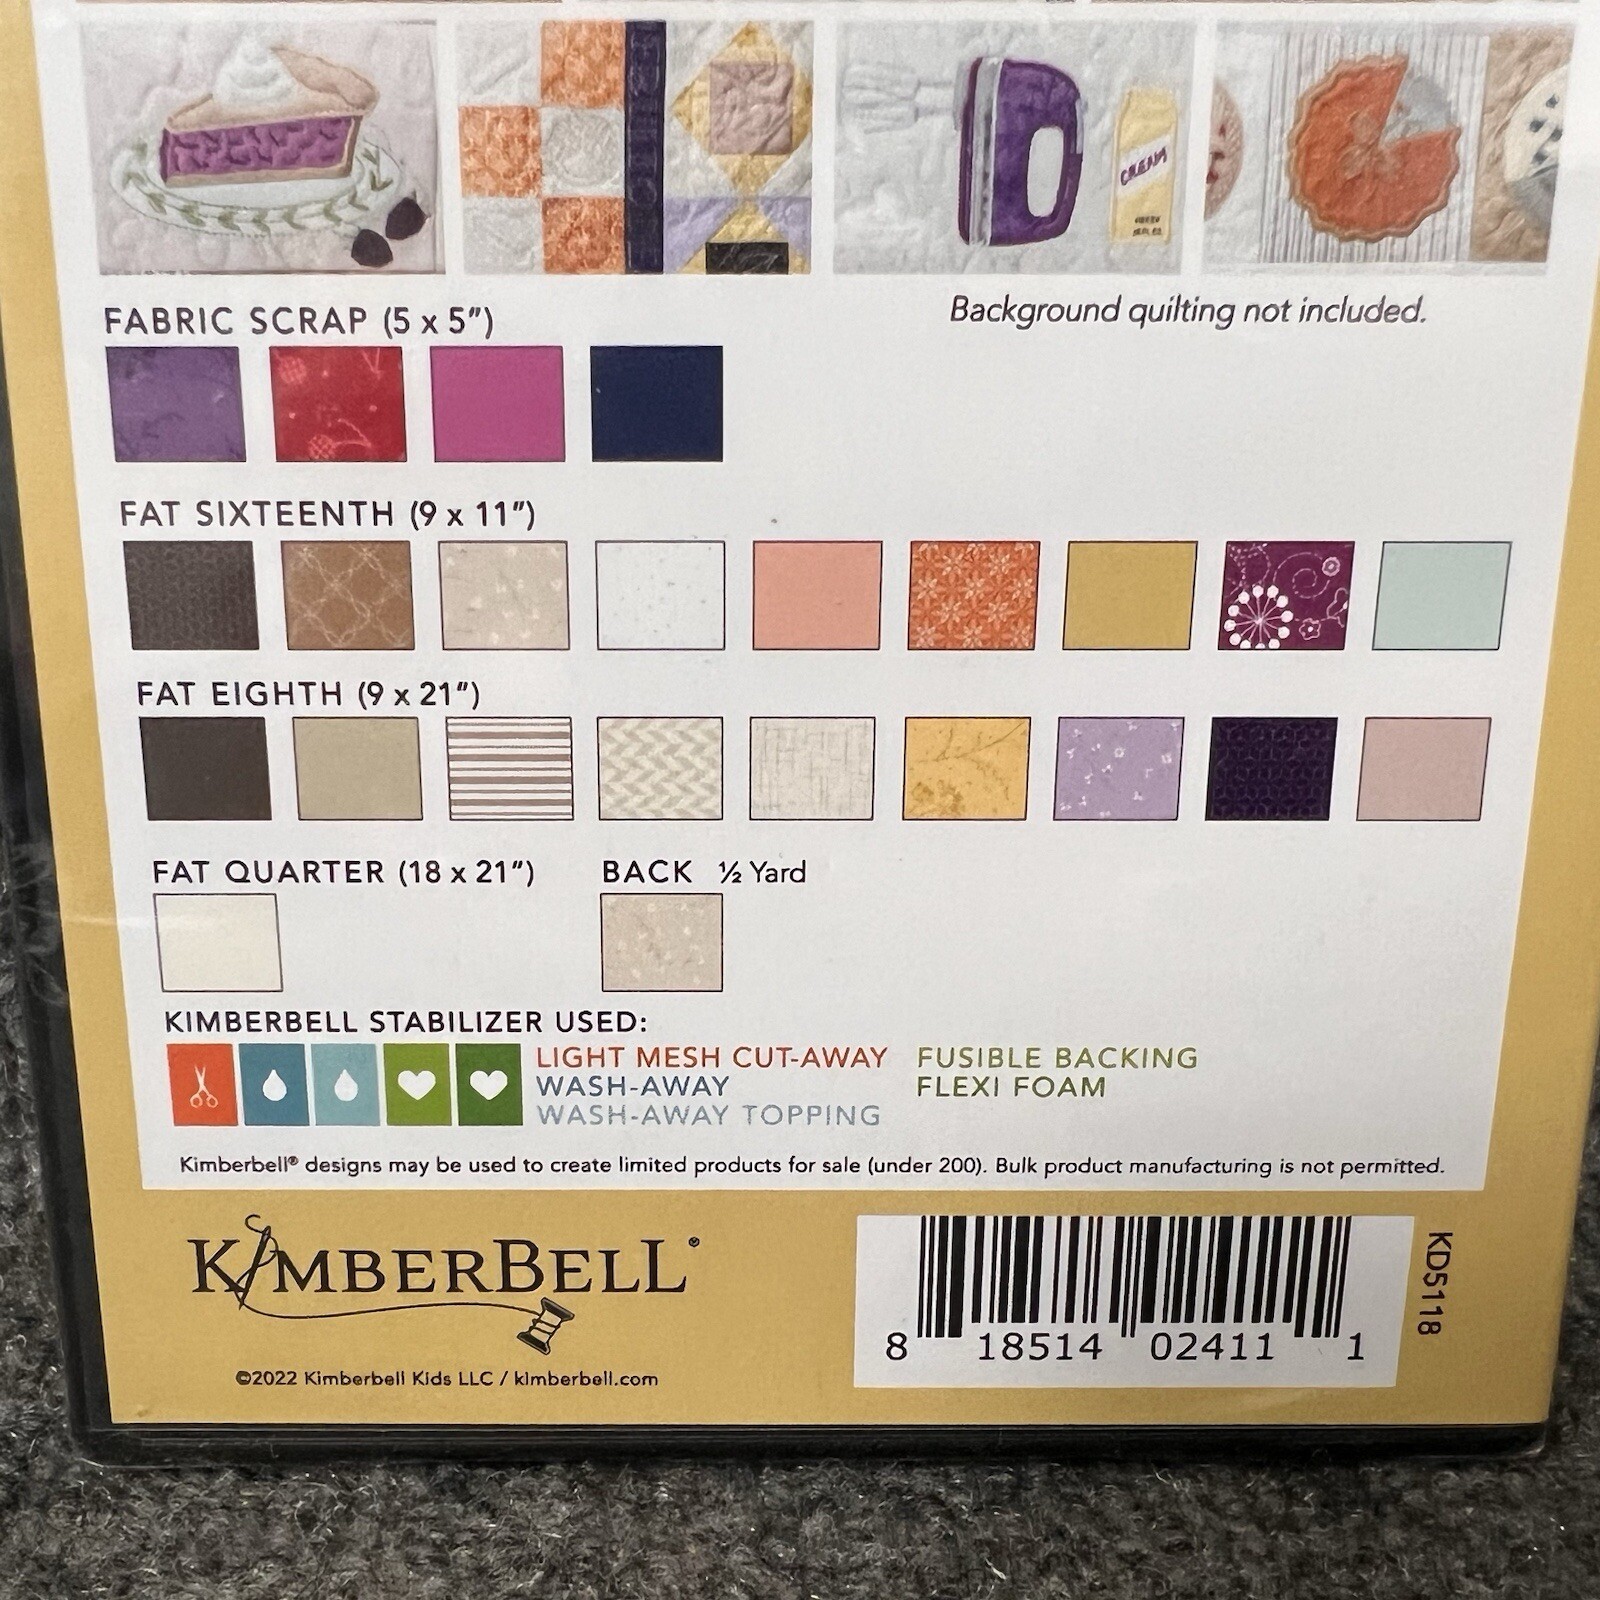 CREAM
Background quilting not included.
FABRIC SCRAP (5 x 5")
FAT SIXTEENTH (9 x 11")
FAT EIGHTH (9 x 21")
FAT QUARTER (18 x 21")
BACK ½ Yard
KIMBERBELL STABILIZER USED:
LIGHT MESH CUT-AWAY
WASH-AWAY
WASH-AWAY TOPPING
FUSIBLE BACKING
FLEXI FOAM
Kimberbell® designs may be used to create limited products for sale (under 200). Bulk product manufacturing is not permitted.
KIMBERBELL®
©2022 Kimberbell Kids LLC / kimberbell.com
8 18514 02411 1
KD5118